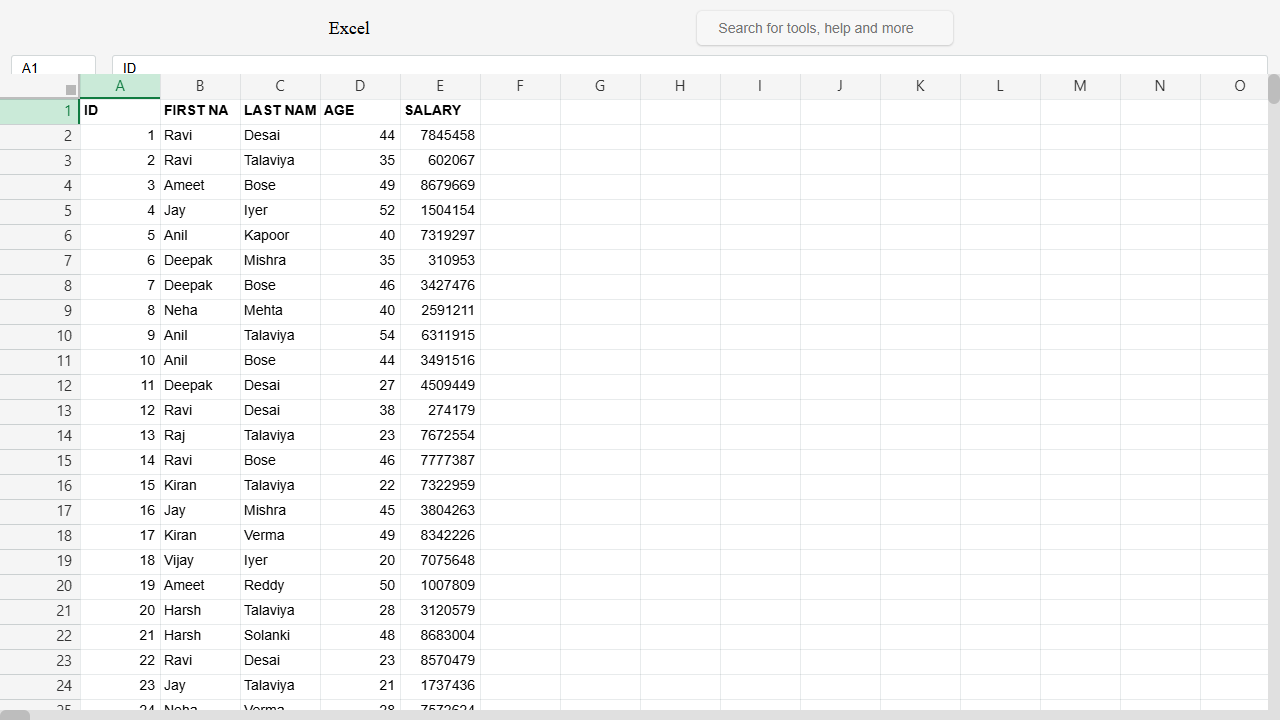 Excel
Search for tools, help and more
A1 ID
A B C D E F G H I J K L M N O
1 ID FIRST NA LAST NAM AGE SALARY
2 1 Ravi Desai 44 7845458
3 2 Ravi Talaviya 35 602067
4 3 Ameet Bose 49 8679669
5 4 Jay Iyer 52 1504154
6 5 Anil Kapoor 40 7319297
7 6 Deepak Mishra 35 310953
8 7 Deepak Bose 46 3427476
9 8 Neha Mehta 40 2591211
10 9 Anil Talaviya 54 6311915
11 10 Anil Bose 44 3491516
12 11 Deepak Desai 27 4509449
13 12 Ravi Desai 38 274179
14 13 Raj Talaviya 23 7672554
15 14 Ravi Bose 46 7777387
16 15 Kiran Talaviya 22 7322959
17 16 Jay Mishra 45 3804263
18 17 Kiran Verma 49 8342226
19 18 Vijay Iyer 20 7075648
20 19 Ameet Reddy 50 1007809
21 20 Harsh Talaviya 28 3120579
22 21 Harsh Solanki 48 8683004
23 22 Ravi Desai 23 8570479
24 23 Jay Talaviya 21 1737436
25 24 Neha Verma